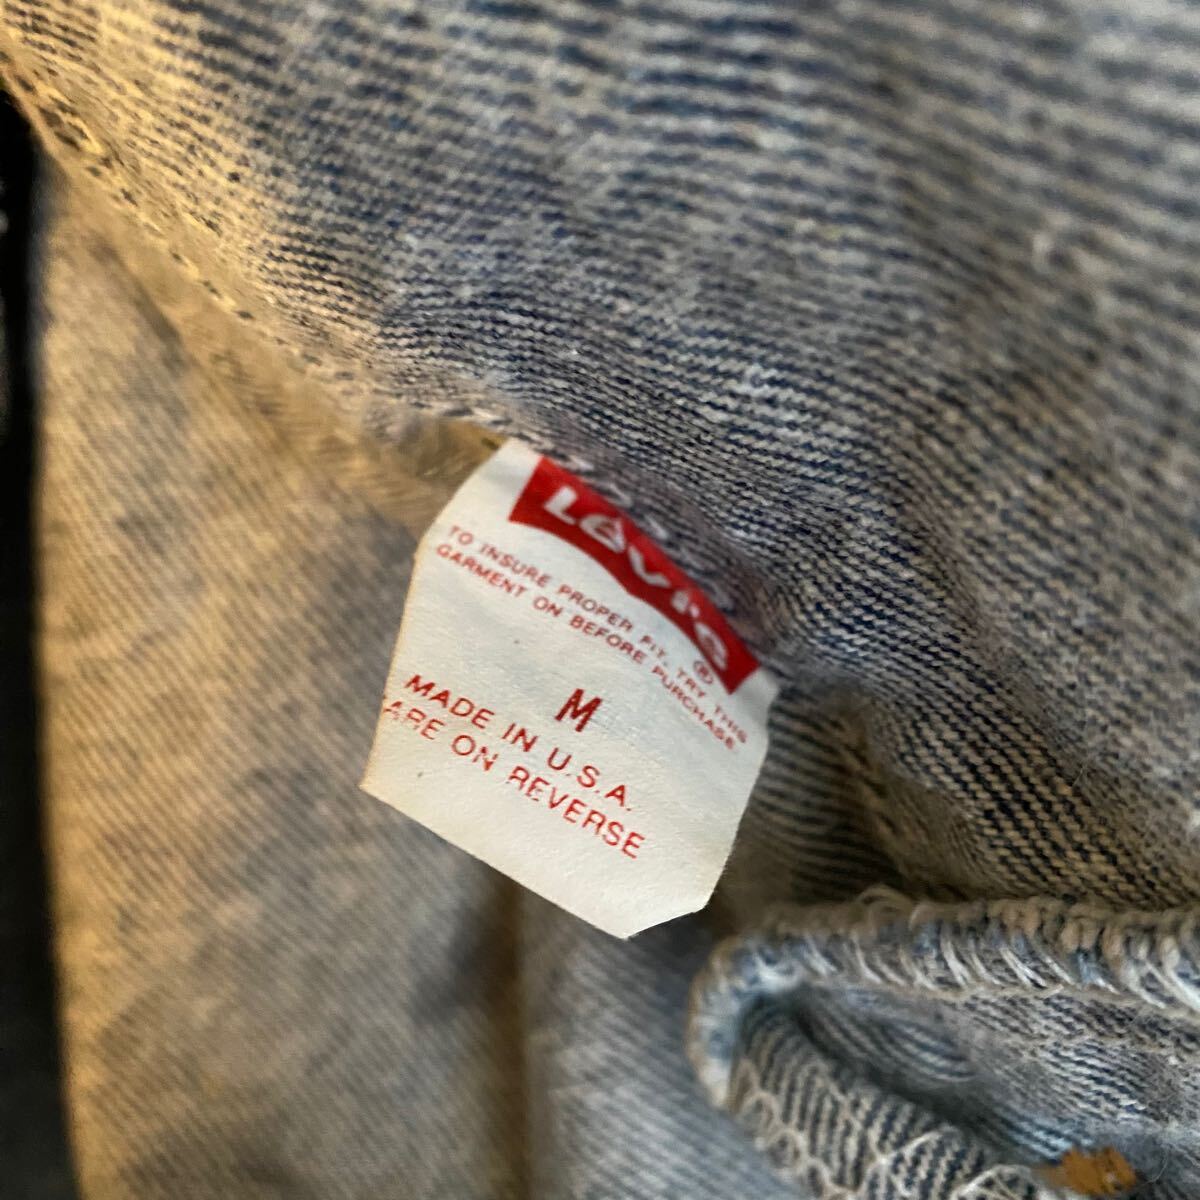 Levi's®
TO INSURE PROPER FIT, TRY THIS
GARMENT ON BEFORE PURCHASE
M
MADE IN U.S.A.
ARE ON REVERSE